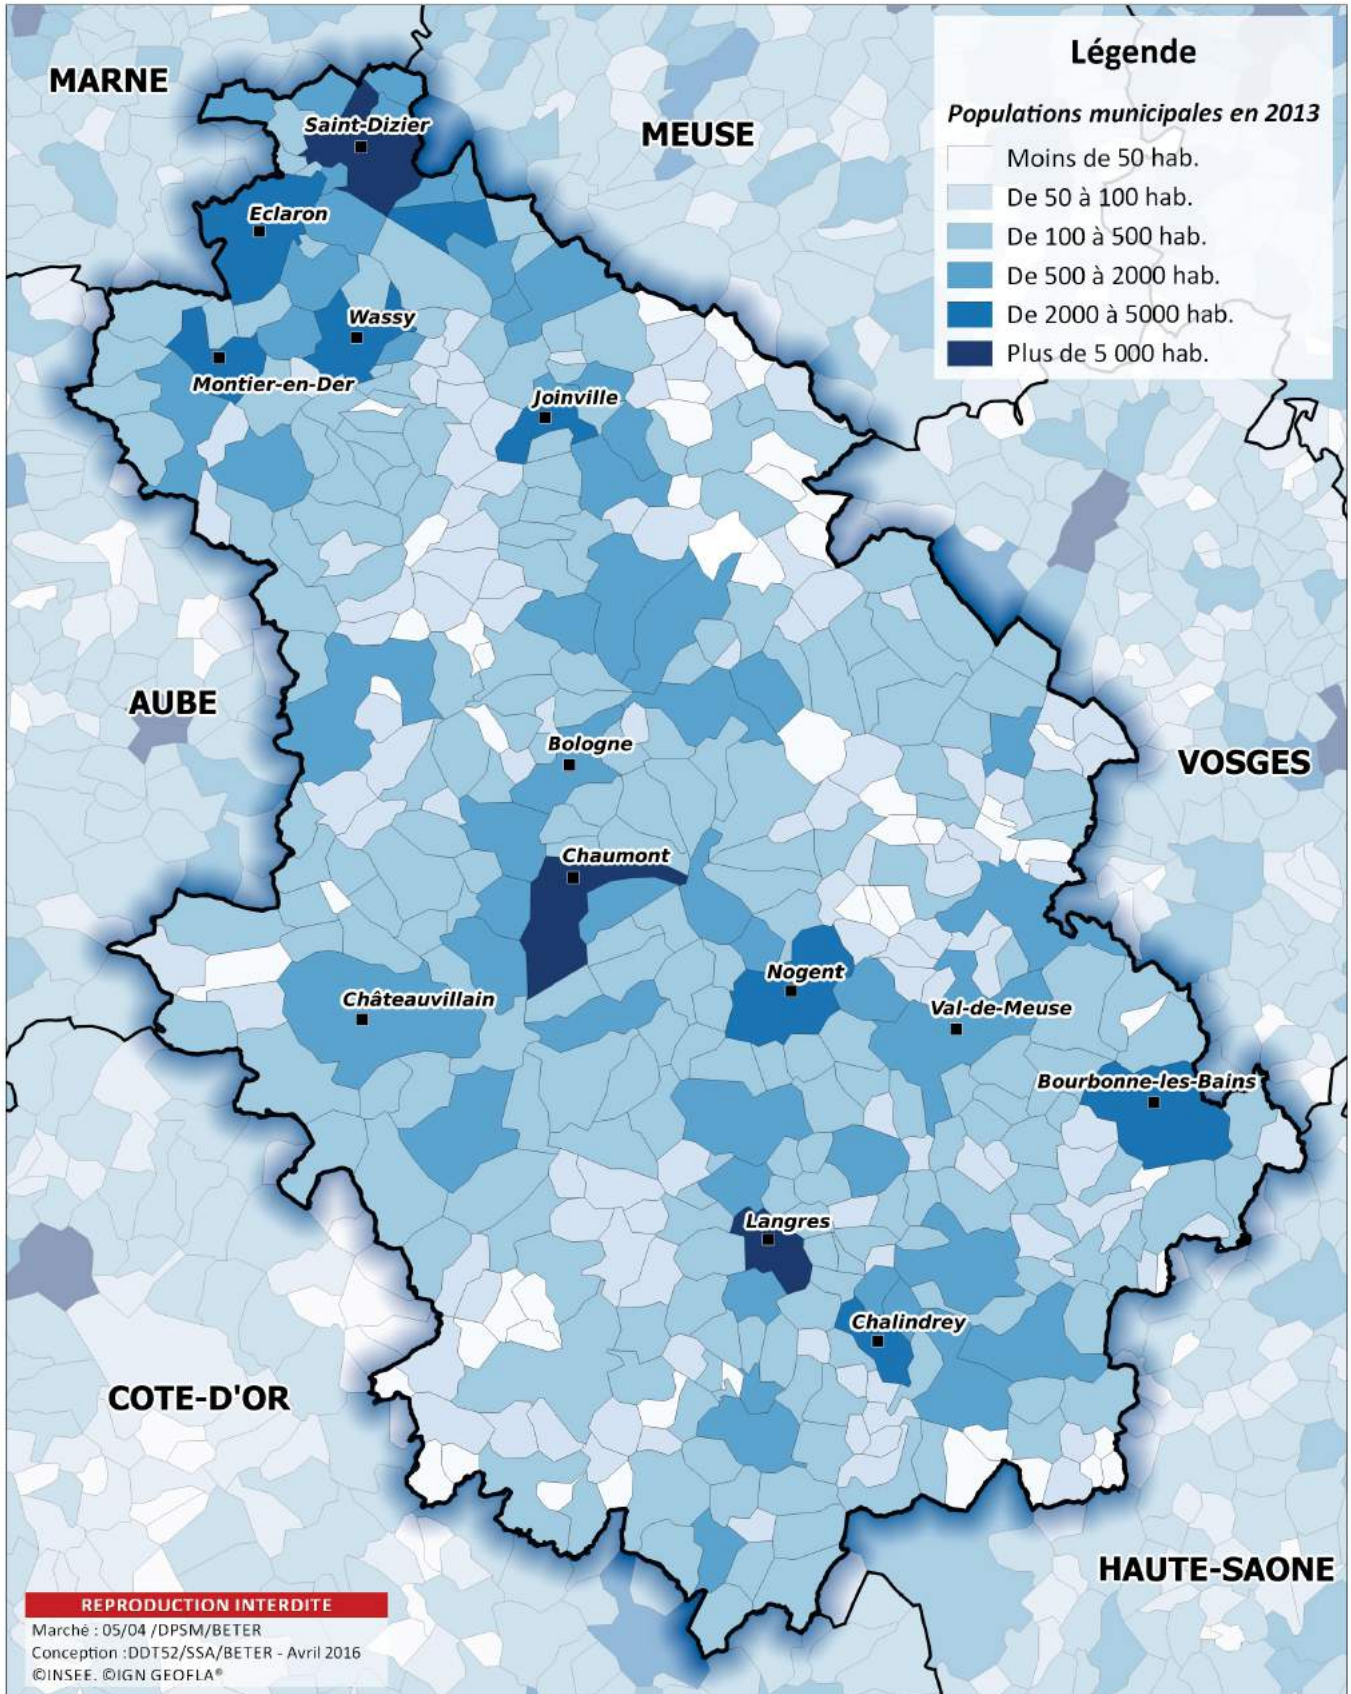 Légende
Populations municipales en 2013
Moins de 50 hab.
De 50 à 100 hab.
De 100 à 500 hab.
De 500 à 2000 hab.
De 2000 à 5000 hab.
Plus de 5 000 hab.
MARNE
MEUSE
Saint-Dizier
Eclaron
Wassy
Montier-en-Der
Joinville
AUBE
Bologne
VOSGES
Chaumont
Nogent
Châteauvillain
Val-de-Meuse
Bourbonne-les-Bains
Langres
Chalindrey
COTE-D'OR
HAUTE-SAONE
REPRODUCTION INTERDITE
Marché : 05/04 /DPSM/BETER
Conception :DDT52/SSA/BETER - Avril 2016
©INSEE. ©IGN GEOFLA®